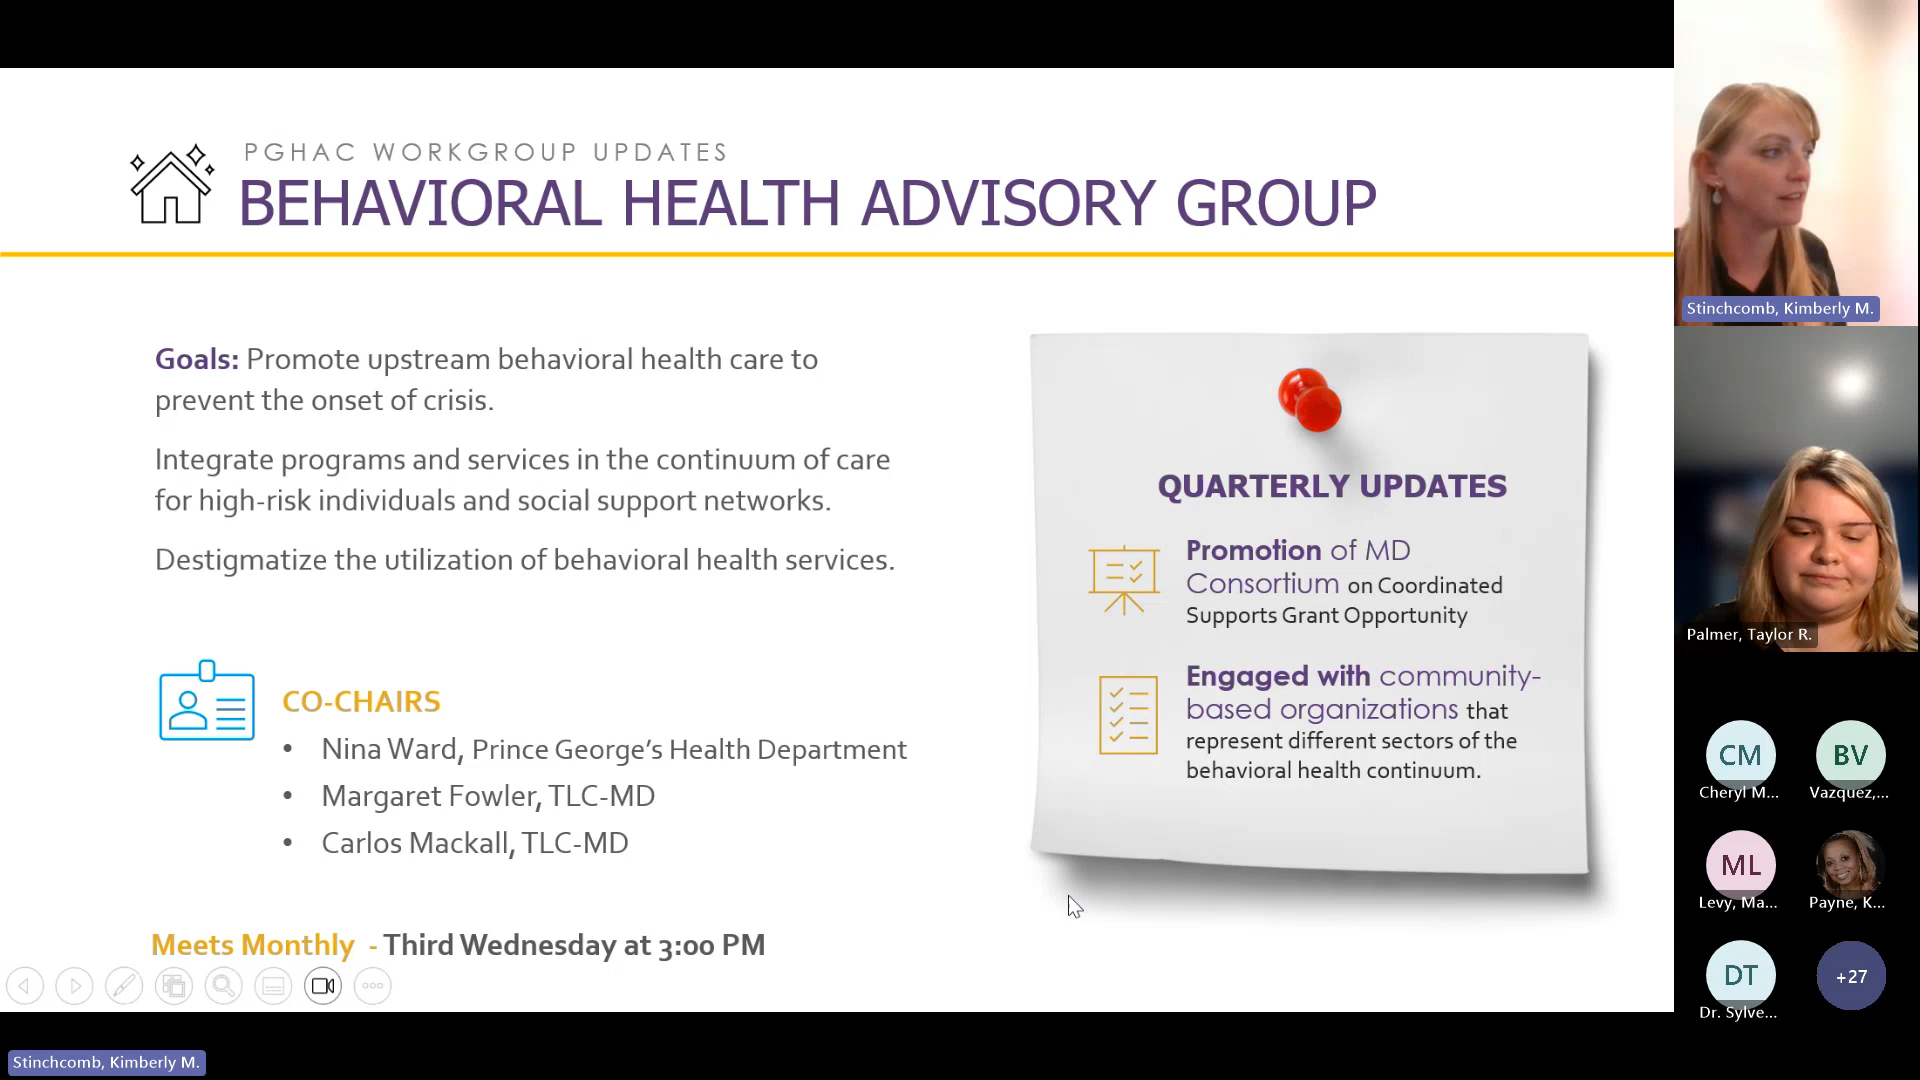 PGHAC WORKGROUP UPDATES
BEHAVIORAL HEALTH ADVISORY GROUP
Goals: Promote upstream behavioral health care to
prevent the onset of crisis.
Integrate programs and services in the continuum of care
for high-risk individuals and social support networks.
Destigmatize the utilization of behavioral health services.
CO-CHAIRS
• Nina Ward, Prince George’s Health Department
• Margaret Fowler, TLC-MD
• Carlos Mackall, TLC-MD
Meets Monthly - Third Wednesday at 3:00 PM
QUARTERLY UPDATES
Promotion of MD
Consortium on Coordinated
Supports Grant Opportunity
Engaged with community-
based organizations that
represent different sectors of the
behavioral health continuum.
Stinchcomb, Kimberly M.
Palmer, Taylor R.
CM
Cheryl M...
BV
Vazquez,...
ML
Levy, Ma...
Payne, K...
DT
Dr. Sylve...
+27
Stinchcomb, Kimberly M.